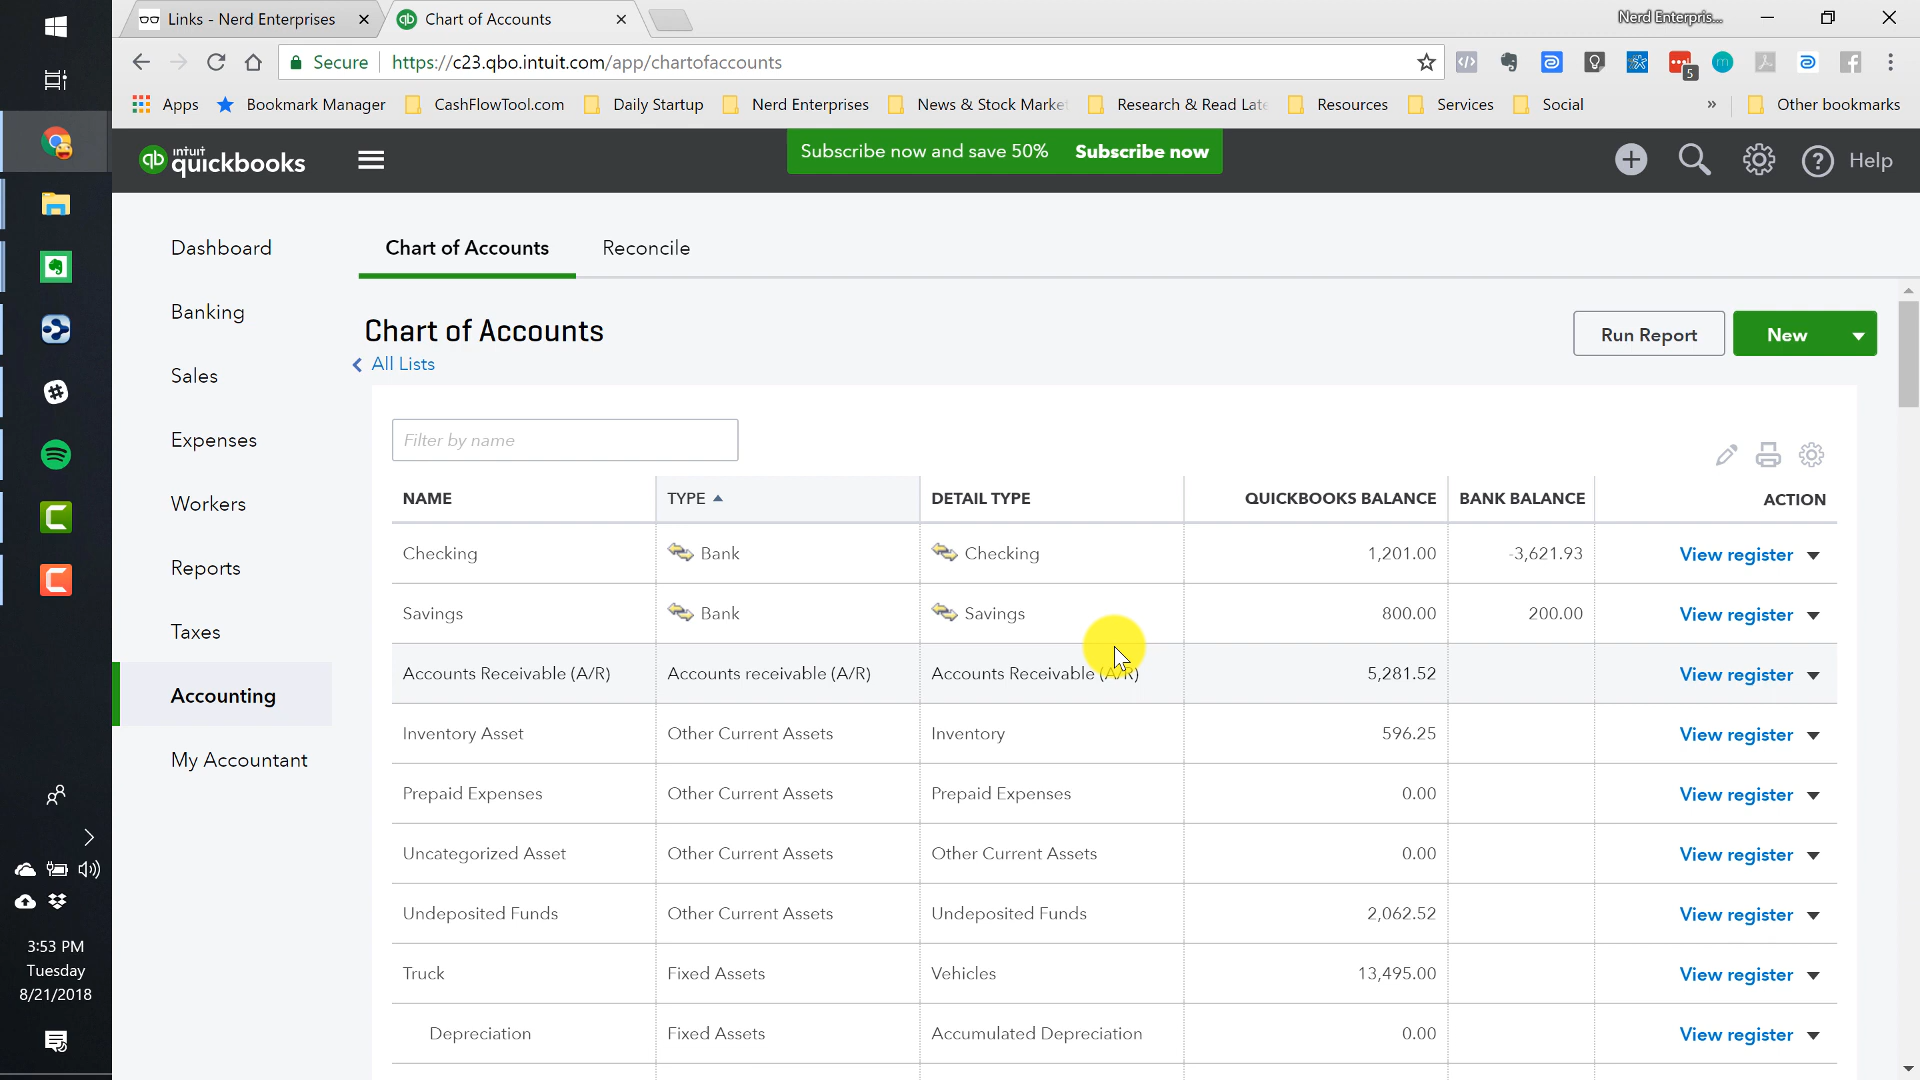 Links - Nerd Enterprises
Chart of Accounts
Nerd Enterpris...
Secure
https://c23.qbo.intuit.com/app/chartofaccounts
5
Apps
Bookmark Manager
CashFlowTool.com
Daily Startup
Nerd Enterprises
News & Stock Marke
Research & Read Late
Resources
Services
Social
»
Other bookmarks
intuit
quickbooks
Subscribe now and save 50% Subscribe now
Help
Dashboard
Banking
Sales
Expenses
Workers
Reports
Taxes
Accounting
My Accountant
Chart of Accounts
Reconcile
Chart of Accounts
All Lists
Run Report
New
Filter by name
NAME TYPE DETAIL TYPE QUICKBOOKS BALANCE BANK BALANCE ACTION
Checking Bank Checking 1,201.00 -3,621.93 View register
Savings Bank Savings 800.00 200.00 View register
Accounts Receivable (A/R) Accounts receivable (A/R) Accounts Receivable (A/R) 5,281.52 View register
Inventory Asset Other Current Assets Inventory 596.25 View register
Prepaid Expenses Other Current Assets Prepaid Expenses 0.00 View register
Uncategorized Asset Other Current Assets Other Current Assets 0.00 View register
Undeposited Funds Other Current Assets Undeposited Funds 2,062.52 View register
Truck Fixed Assets Vehicles 13,495.00 View register
Depreciation Fixed Assets Accumulated Depreciation 0.00 View register
3:53 PM
Tuesday
8/21/2018